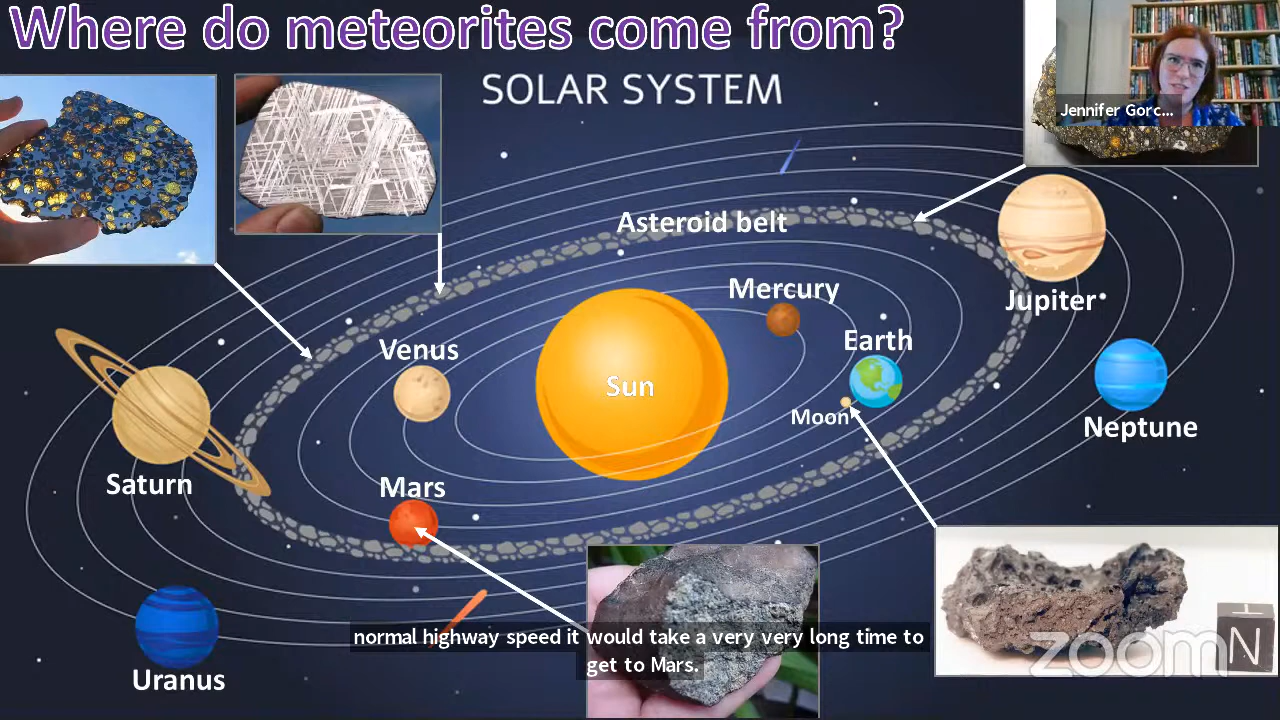 Where do meteorites come from?
SOLAR SYSTEM
Jennifer Gorc...
Asteroid belt
Mercury
Jupiter
Earth
Venus
Sun
Moon
Neptune
Saturn
Mars
normal highway speed it would take a very very long time to
get to Mars.
zoom
N
Uranus